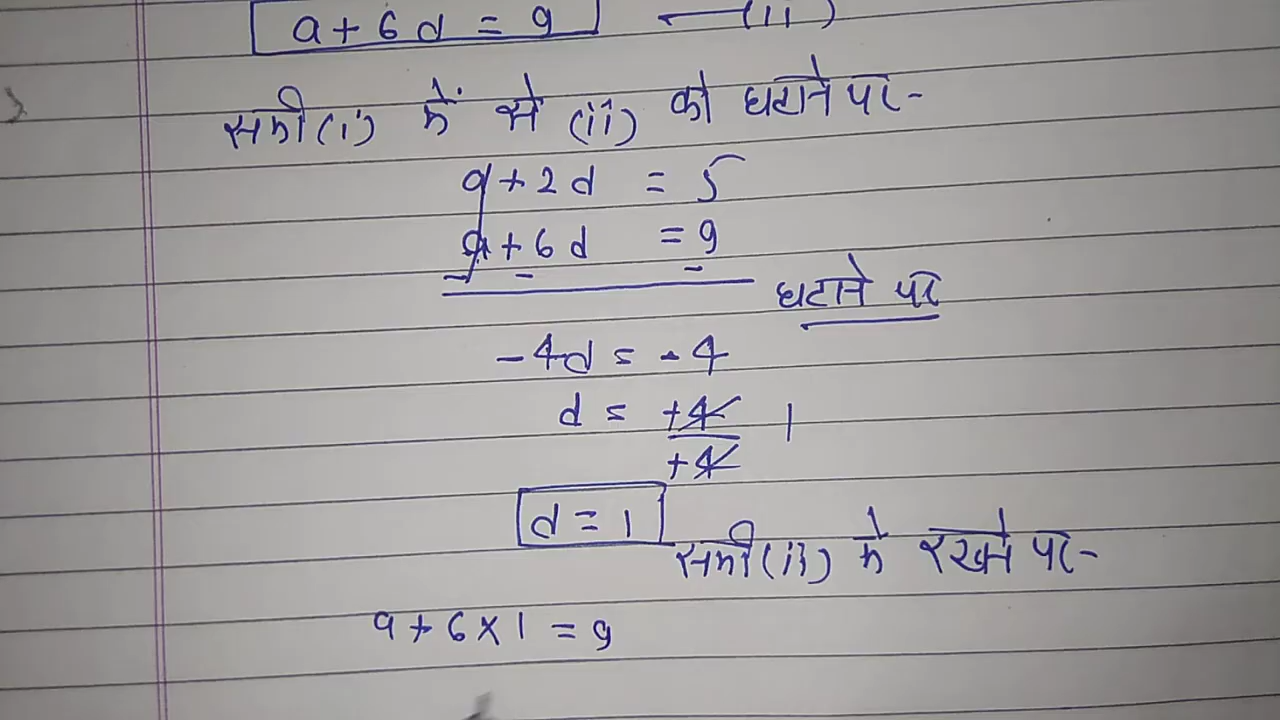 a + 6d = 9 —(ii)
समी(i) में से (ii) को घटाने पर-
a + 2d = 5
a + 6d = 9
- - -
घटाने पर
-4d = -4
d = +4/+4 1
d = 1
समी(ii) मे रखने पर-
a + 6 × 1 = 9